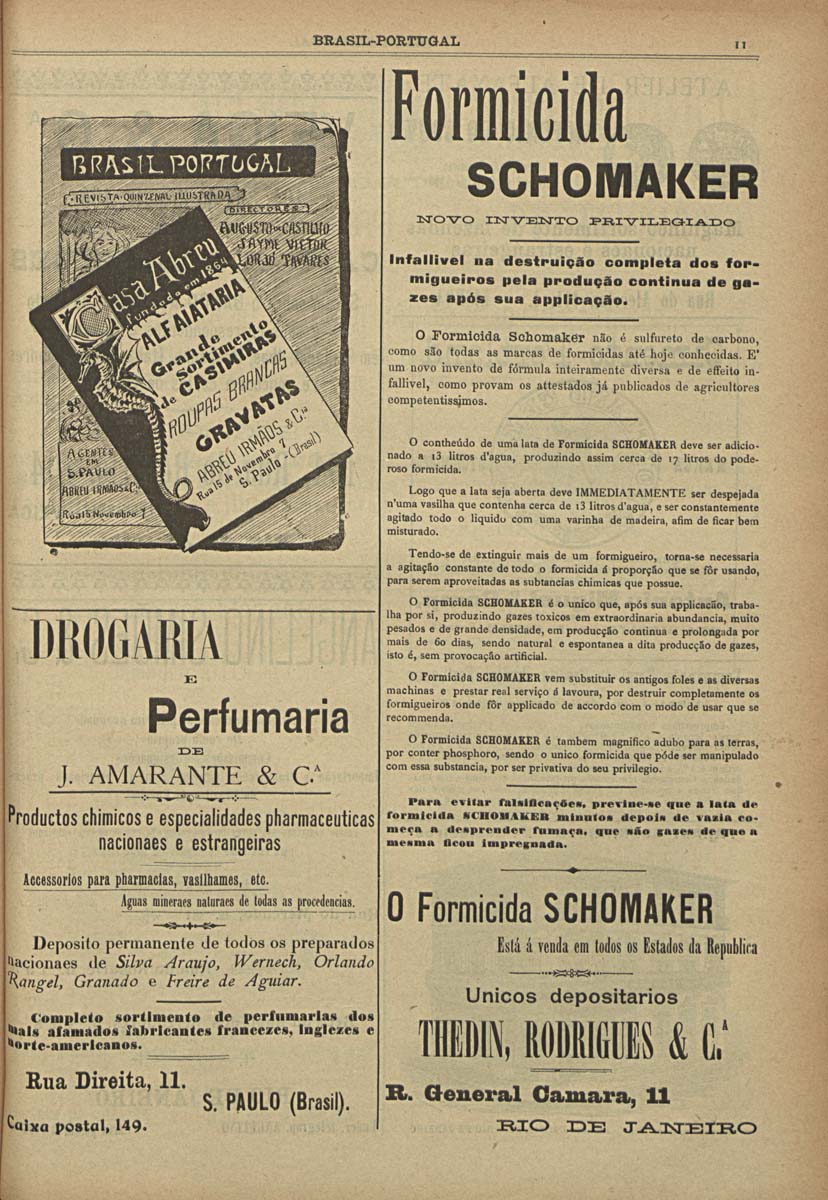 BRASIL-PORTUGAL
11
BRASIL PORTUGAL
REVISTA QUINZENAL ILLUSTRADA
DIRECTORES
AUGUSTO DE CASTILHO
JAYME VICTOR
LORJÓ TAVARES
Casa Abreu
fundada em 1864
ALFAIATARIA
Grande
Sortimento
de CASIMIRAS
ROUPAS BRANCAS
GRAVATAS
ABREU IRMÃOS & C.ia
Rua 15 de Novembro 7
S. Paulo - (Brasil)
AGENTES
EM
S. PAULO
ABREU IRMÃOS & C.
Rua 15 Novembro 7
DROGARIA
E
Perfumaria
DE
J. AMARANTE & C.A
Productos chimicos e especialidades pharmaceuticas
nacionaes e estrangeiras
Accessorios para pharmacias, vasilhames, etc.
Aguas mineraes naturaes de todas as procedencias.
Deposito permanente de todos os preparados
nacionaes de Silva Araujo, Wernech, Orlando
Rangel, Granado e Freire de Aguiar.
Completo sortimento de perfumarias dos
mais afamados fabricantes francezes, inglezes e
norte-americanos.
Rua Direita, 11.
S. PAULO (Brasil).
Caixa postal, 149.
Formicida
SCHOMAKER
NOVO INVENTO PRIVILEGIADO
Infallivel na destruição completa dos for-
migueiros pela produção continua de ga-
zes após sua applicação.
O Formicida Schomaker não é sulfureto de carbono,
como são todas as marcas de formicidas até hoje conhecidas. E'
um novo invento de fórmula inteiramente diversa e de effeito in-
fallivel, como provam os attestados já publicados de agricultores
competentissimos.
O contheúdo de uma lata de Formicida SCHOMAKER deve ser adicio-
nado a 13 litros d'agua, produzindo assim cerca de 17 litros do pode-
roso formicida.
Logo que a lata seja aberta deve IMMEDIATAMENTE ser despejada
n'uma vasilha que contenha cerca de 13 litros d'agua, e ser constantemente
agitado todo o liquido com uma varinha de madeira, afim de ficar bem
misturado.
Tendo-se de extinguir mais de um formigueiro, torna-se necessaria
a agitação constante de todo o formicida á proporção que se fôr usando,
para serem aproveitadas as subtancias chimicas que possue.
O Formicida SCHOMAKER é o unico que, após sua applicacão, traba-
lha por si, produzindo gazes toxicos em extraordinaria abundancia, muito
pesados e de grande densidade, em producção continua e prolongada por
mais de 60 dias, sendo natural e espontanea a dita producção de gazes,
isto é, sem provocação artificial.
O Formicida SCHOMAKER vem substituir os antigos foles e as diversas
machinas e prestar real serviço á lavoura, por destruir completamente os
formigueiros onde fôr applicado de accordo com o modo de usar que se
recommenda.
O Formicida SCHOMAKER é tambem magnifico adubo para as terras,
por conter phosphoro, sendo o unico formicida que póde ser manipulado
com essa substancia, por ser privativa do seu privilegio.
Para evitar falsificações, previne-se que a lata de
formicida SCHOMAKER minutos depois de vazia co-
meça a desprender fumaça, que são gazes de que a
mesma ficou impregnada.
O Formicida SCHOMAKER
Está á venda em todos os Estados da Republica
Unicos depositarios
THEDIN, RODRIGUES & C.A
R. General Camara, 11
RIO DE JANEIRO